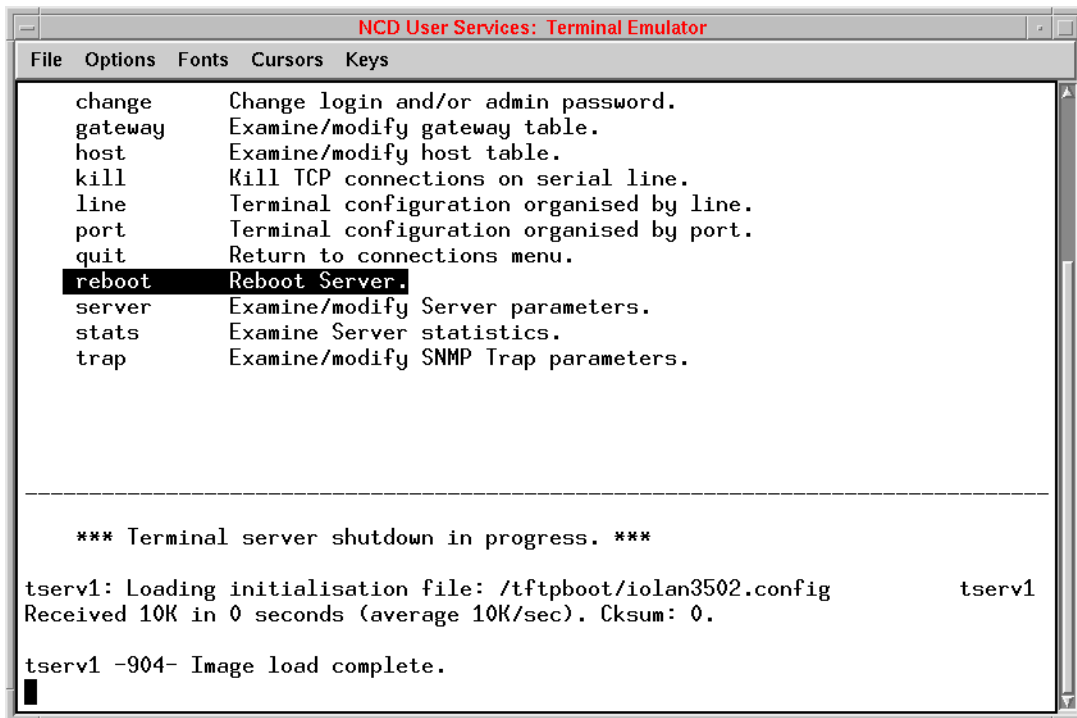 NCD User Services: Terminal Emulator
File Options Fonts Cursors Keys
change Change login and/or admin password.
gateway Examine/modify gateway table.
host Examine/modify host table.
kill Kill TCP connections on serial line.
line Terminal configuration organised by line.
port Terminal configuration organised by port.
quit Return to connections menu.
reboot Reboot Server.
server Examine/modify Server parameters.
stats Examine Server statistics.
trap Examine/modify SNMP Trap parameters.
*** Terminal server shutdown in progress. ***
tserv1: Loading initialisation file: /tftpboot/iolan3502.config tserv1
Received 10K in 0 seconds (average 10K/sec). Cksum: 0.
tserv1 -904- Image load complete.